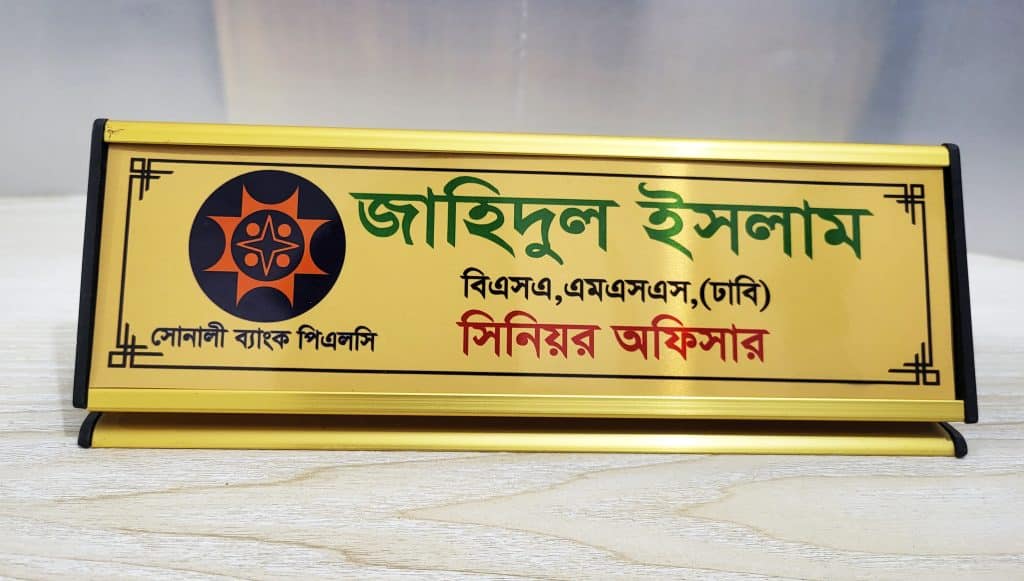 জাহিদুল ইসলাম
বিএসএ,এমএসএস,(ঢাবি)
সিনিয়র অফিসার
সোনালী ব্যাংক পিএলসি